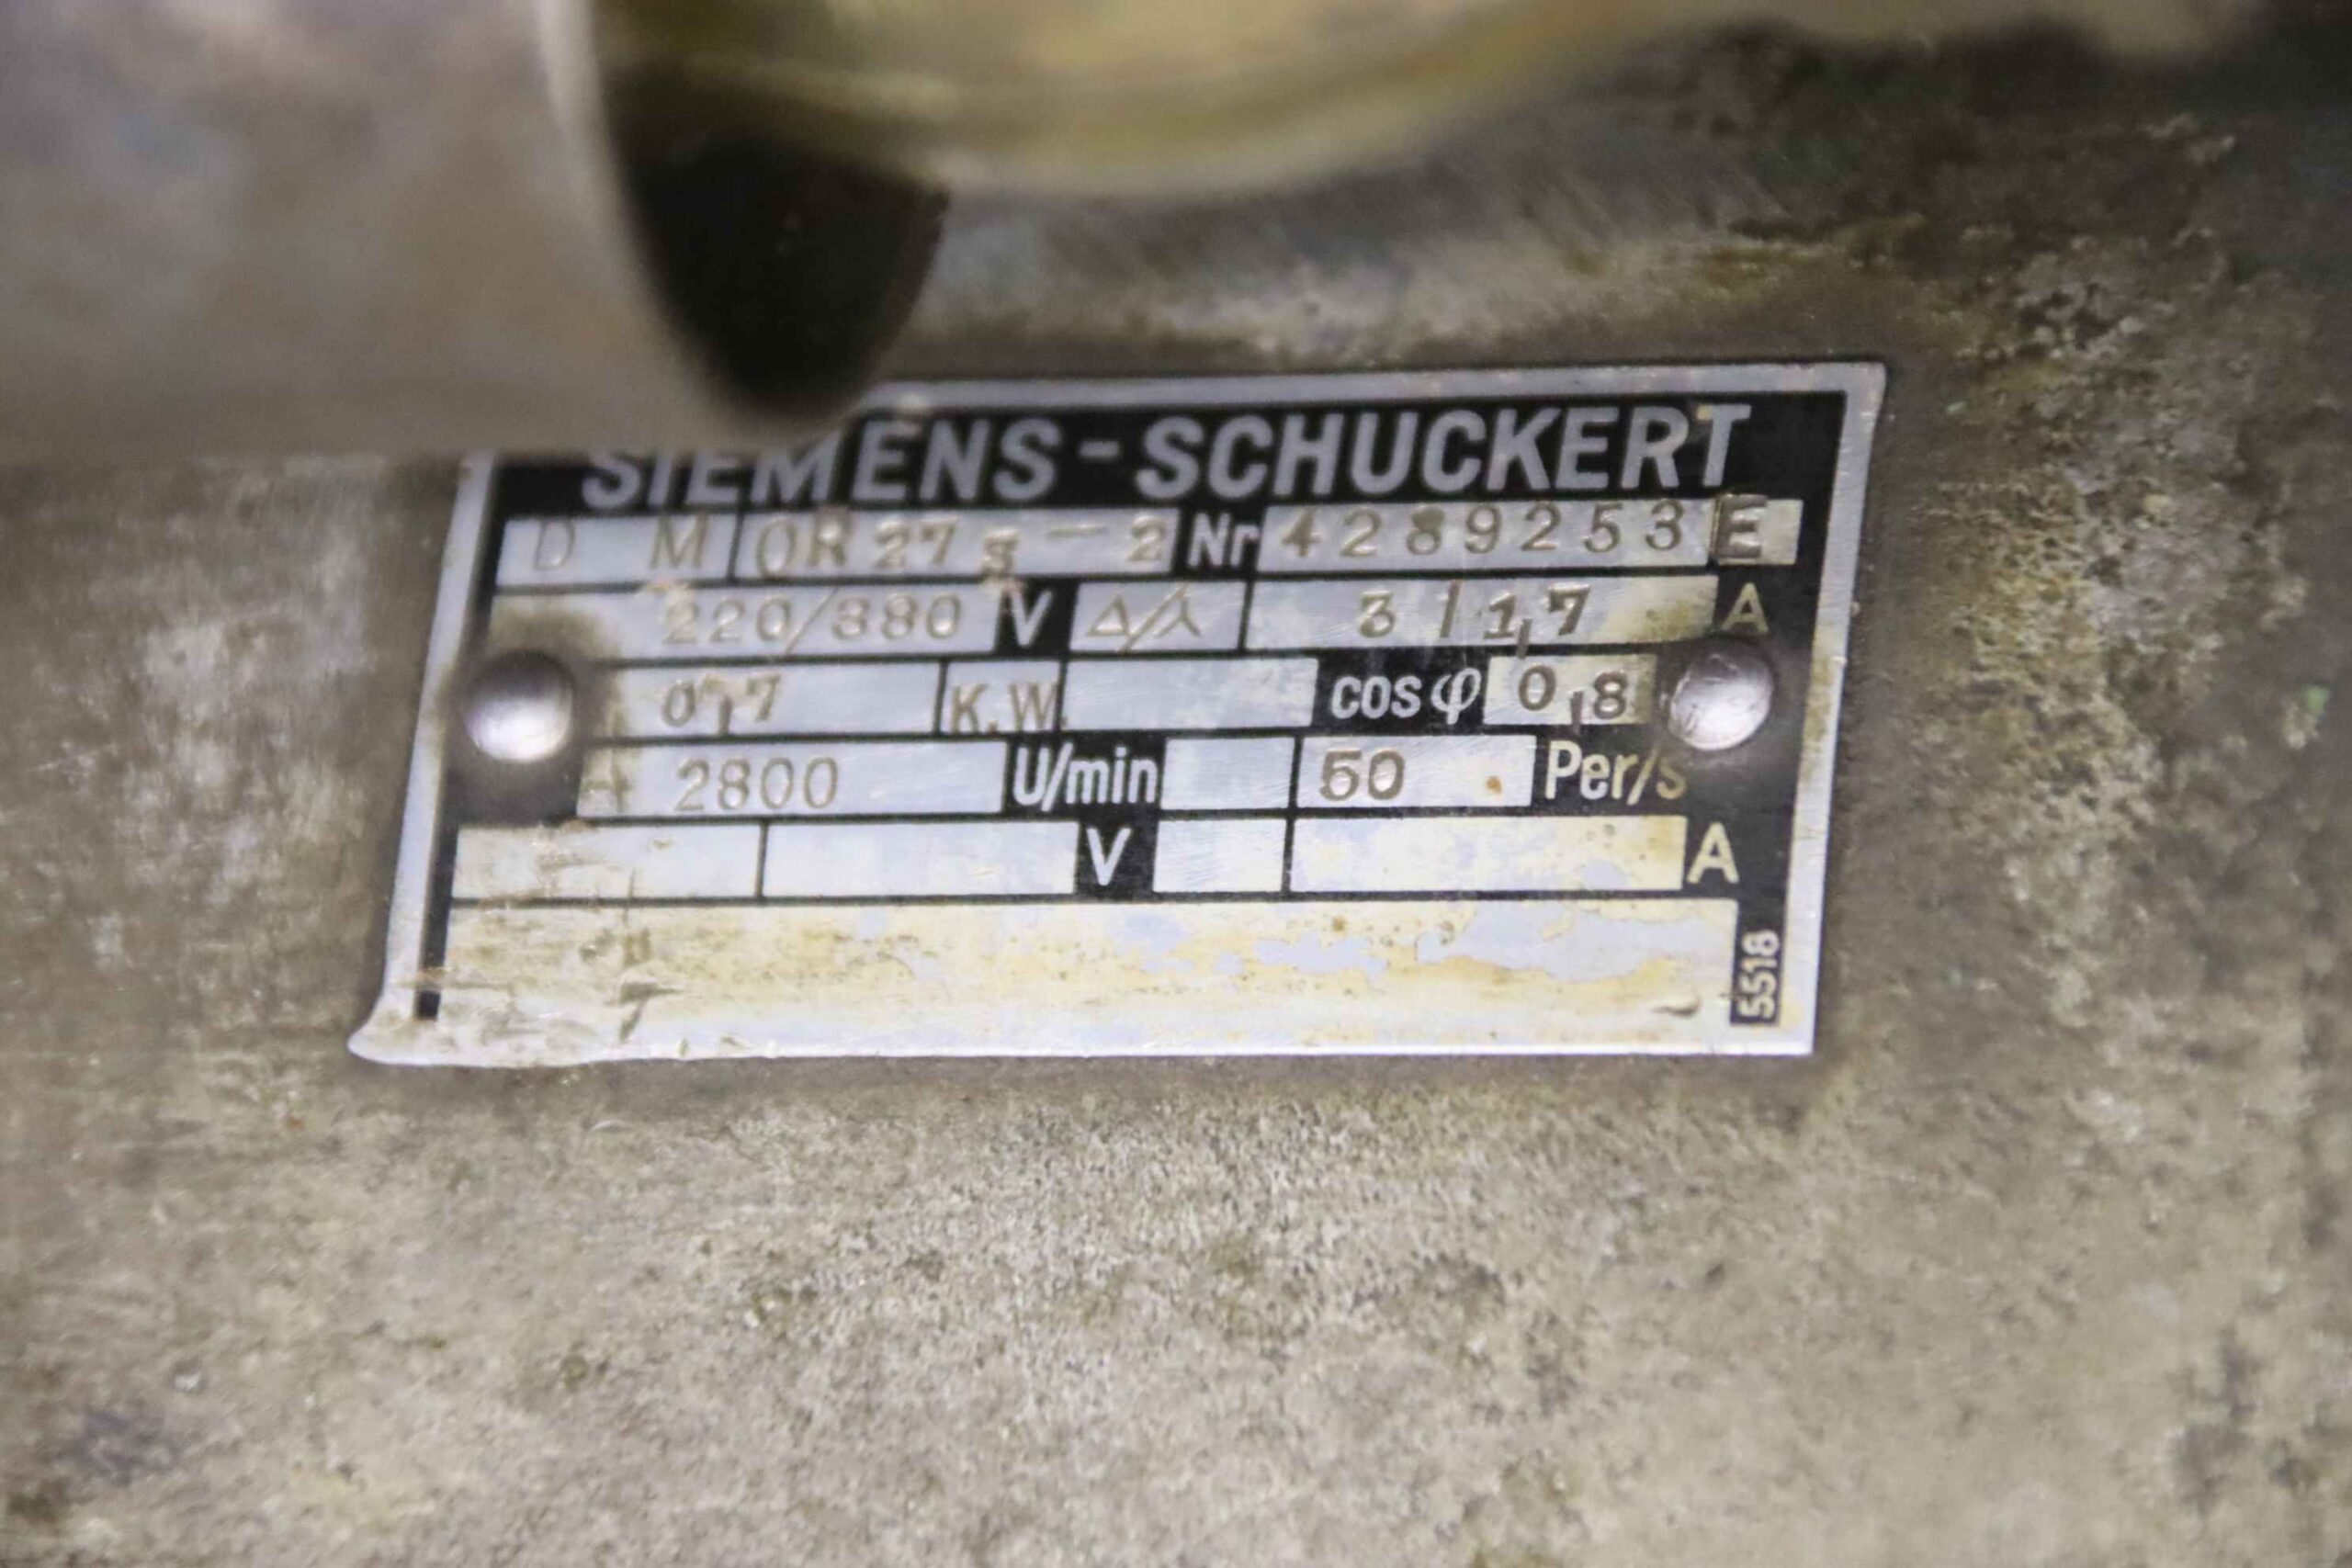 SIEMENS-SCHUCKERT
D M OR 27 s-2 Nr 4289253 E
220/380 V Δ/⅄ 3/1,7 A
0,7 K.W. cos φ 0,8
2800 U/min 50 Per/s
V A
5518